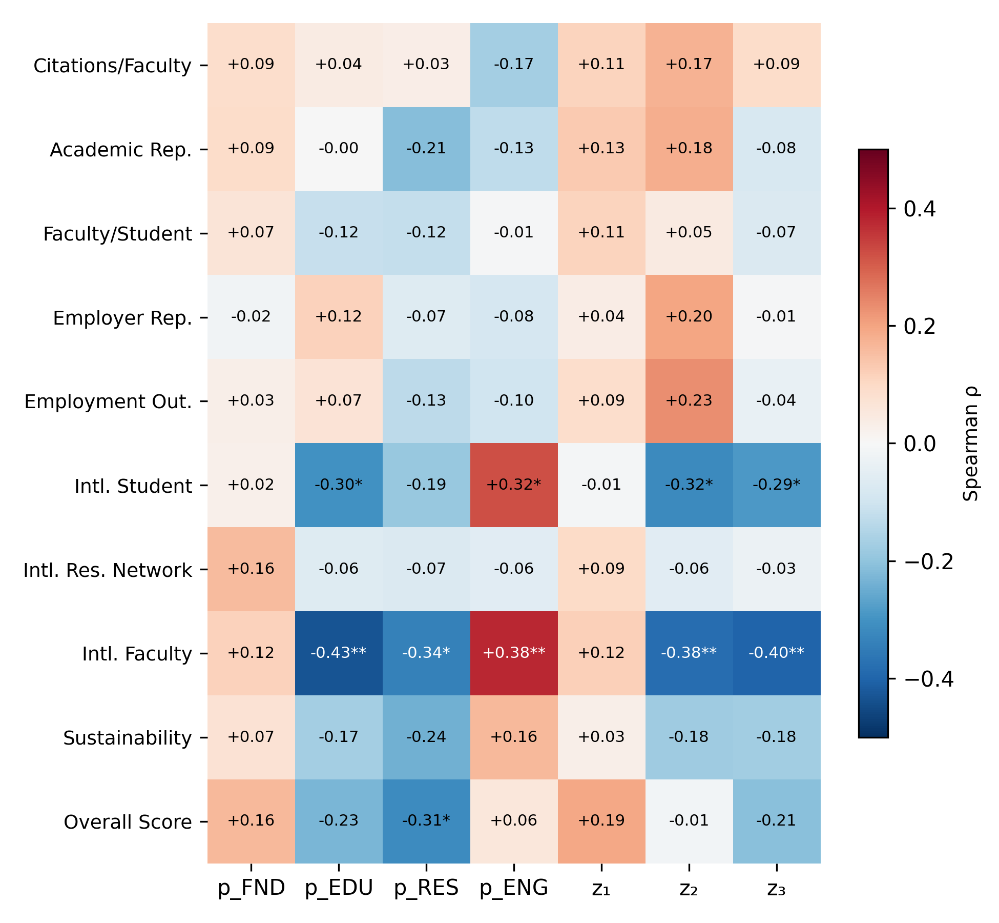 Citations/Faculty +0.09 +0.04 +0.03 -0.17 +0.11 +0.17 +0.09
Academic Rep. +0.09 -0.00 -0.21 -0.13 +0.13 +0.18 -0.08
Faculty/Student +0.07 -0.12 -0.12 -0.01 +0.11 +0.05 -0.07
Employer Rep. -0.02 +0.12 -0.07 -0.08 +0.04 +0.20 -0.01
Employment Out. +0.03 +0.07 -0.13 -0.10 +0.09 +0.23 -0.04
Intl. Student +0.02 -0.30* -0.19 +0.32* -0.01 -0.32* -0.29*
Intl. Res. Network +0.16 -0.06 -0.07 -0.06 +0.09 -0.06 -0.03
Intl. Faculty +0.12 -0.43** -0.34* +0.38** +0.12 -0.38** -0.40**
Sustainability +0.07 -0.17 -0.24 +0.16 +0.03 -0.18 -0.18
Overall Score +0.16 -0.23 -0.31* +0.06 +0.19 -0.01 -0.21
p_FND p_EDU p_RES p_ENG z₁ z₂ z₃
0.4
0.2
0.0
−0.2
−0.4
Spearman ρ